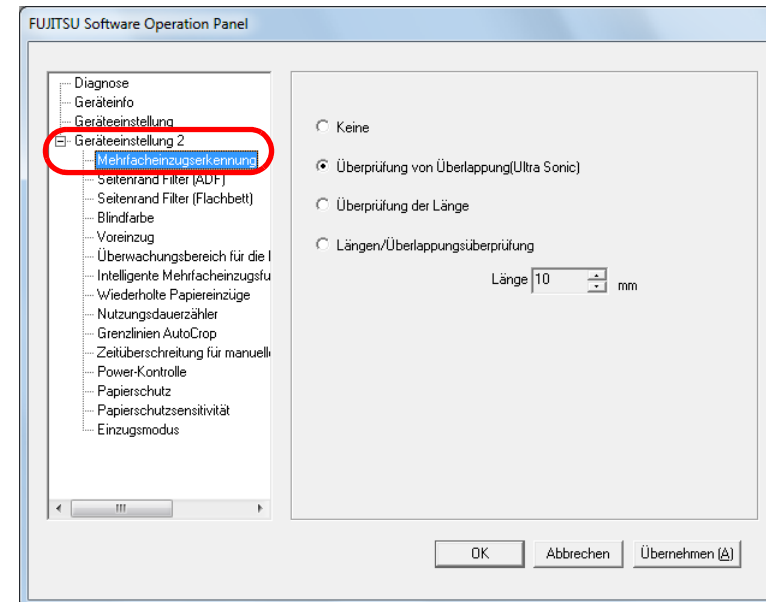 FUJITSU Software Operation Panel
Diagnose
Geräteinfo
Geräteeinstellung
Geräteeinstellung 2
Mehrfacheinzugserkennung
Seitenrand Filter (ADF)
Seitenrand Filter (Flachbett)
Blindfarbe
Voreinzug
Überwachungsbereich für die I
Intelligente Mehrfacheinzugsfu
Wiederholte Papiereinzüge
Nutzungsdauerzähler
Grenzlinien AutoCrop
Zeitüberschreitung für manuelle
Power-Kontrolle
Papierschutz
Papierschutzsensitivität
Einzugsmodus
Keine
Überprüfung von Überlappung(Ultra Sonic)
Überprüfung der Länge
Längen/Überlappungsüberprüfung
Länge 10 mm
OK Abbrechen Übernehmen (A)